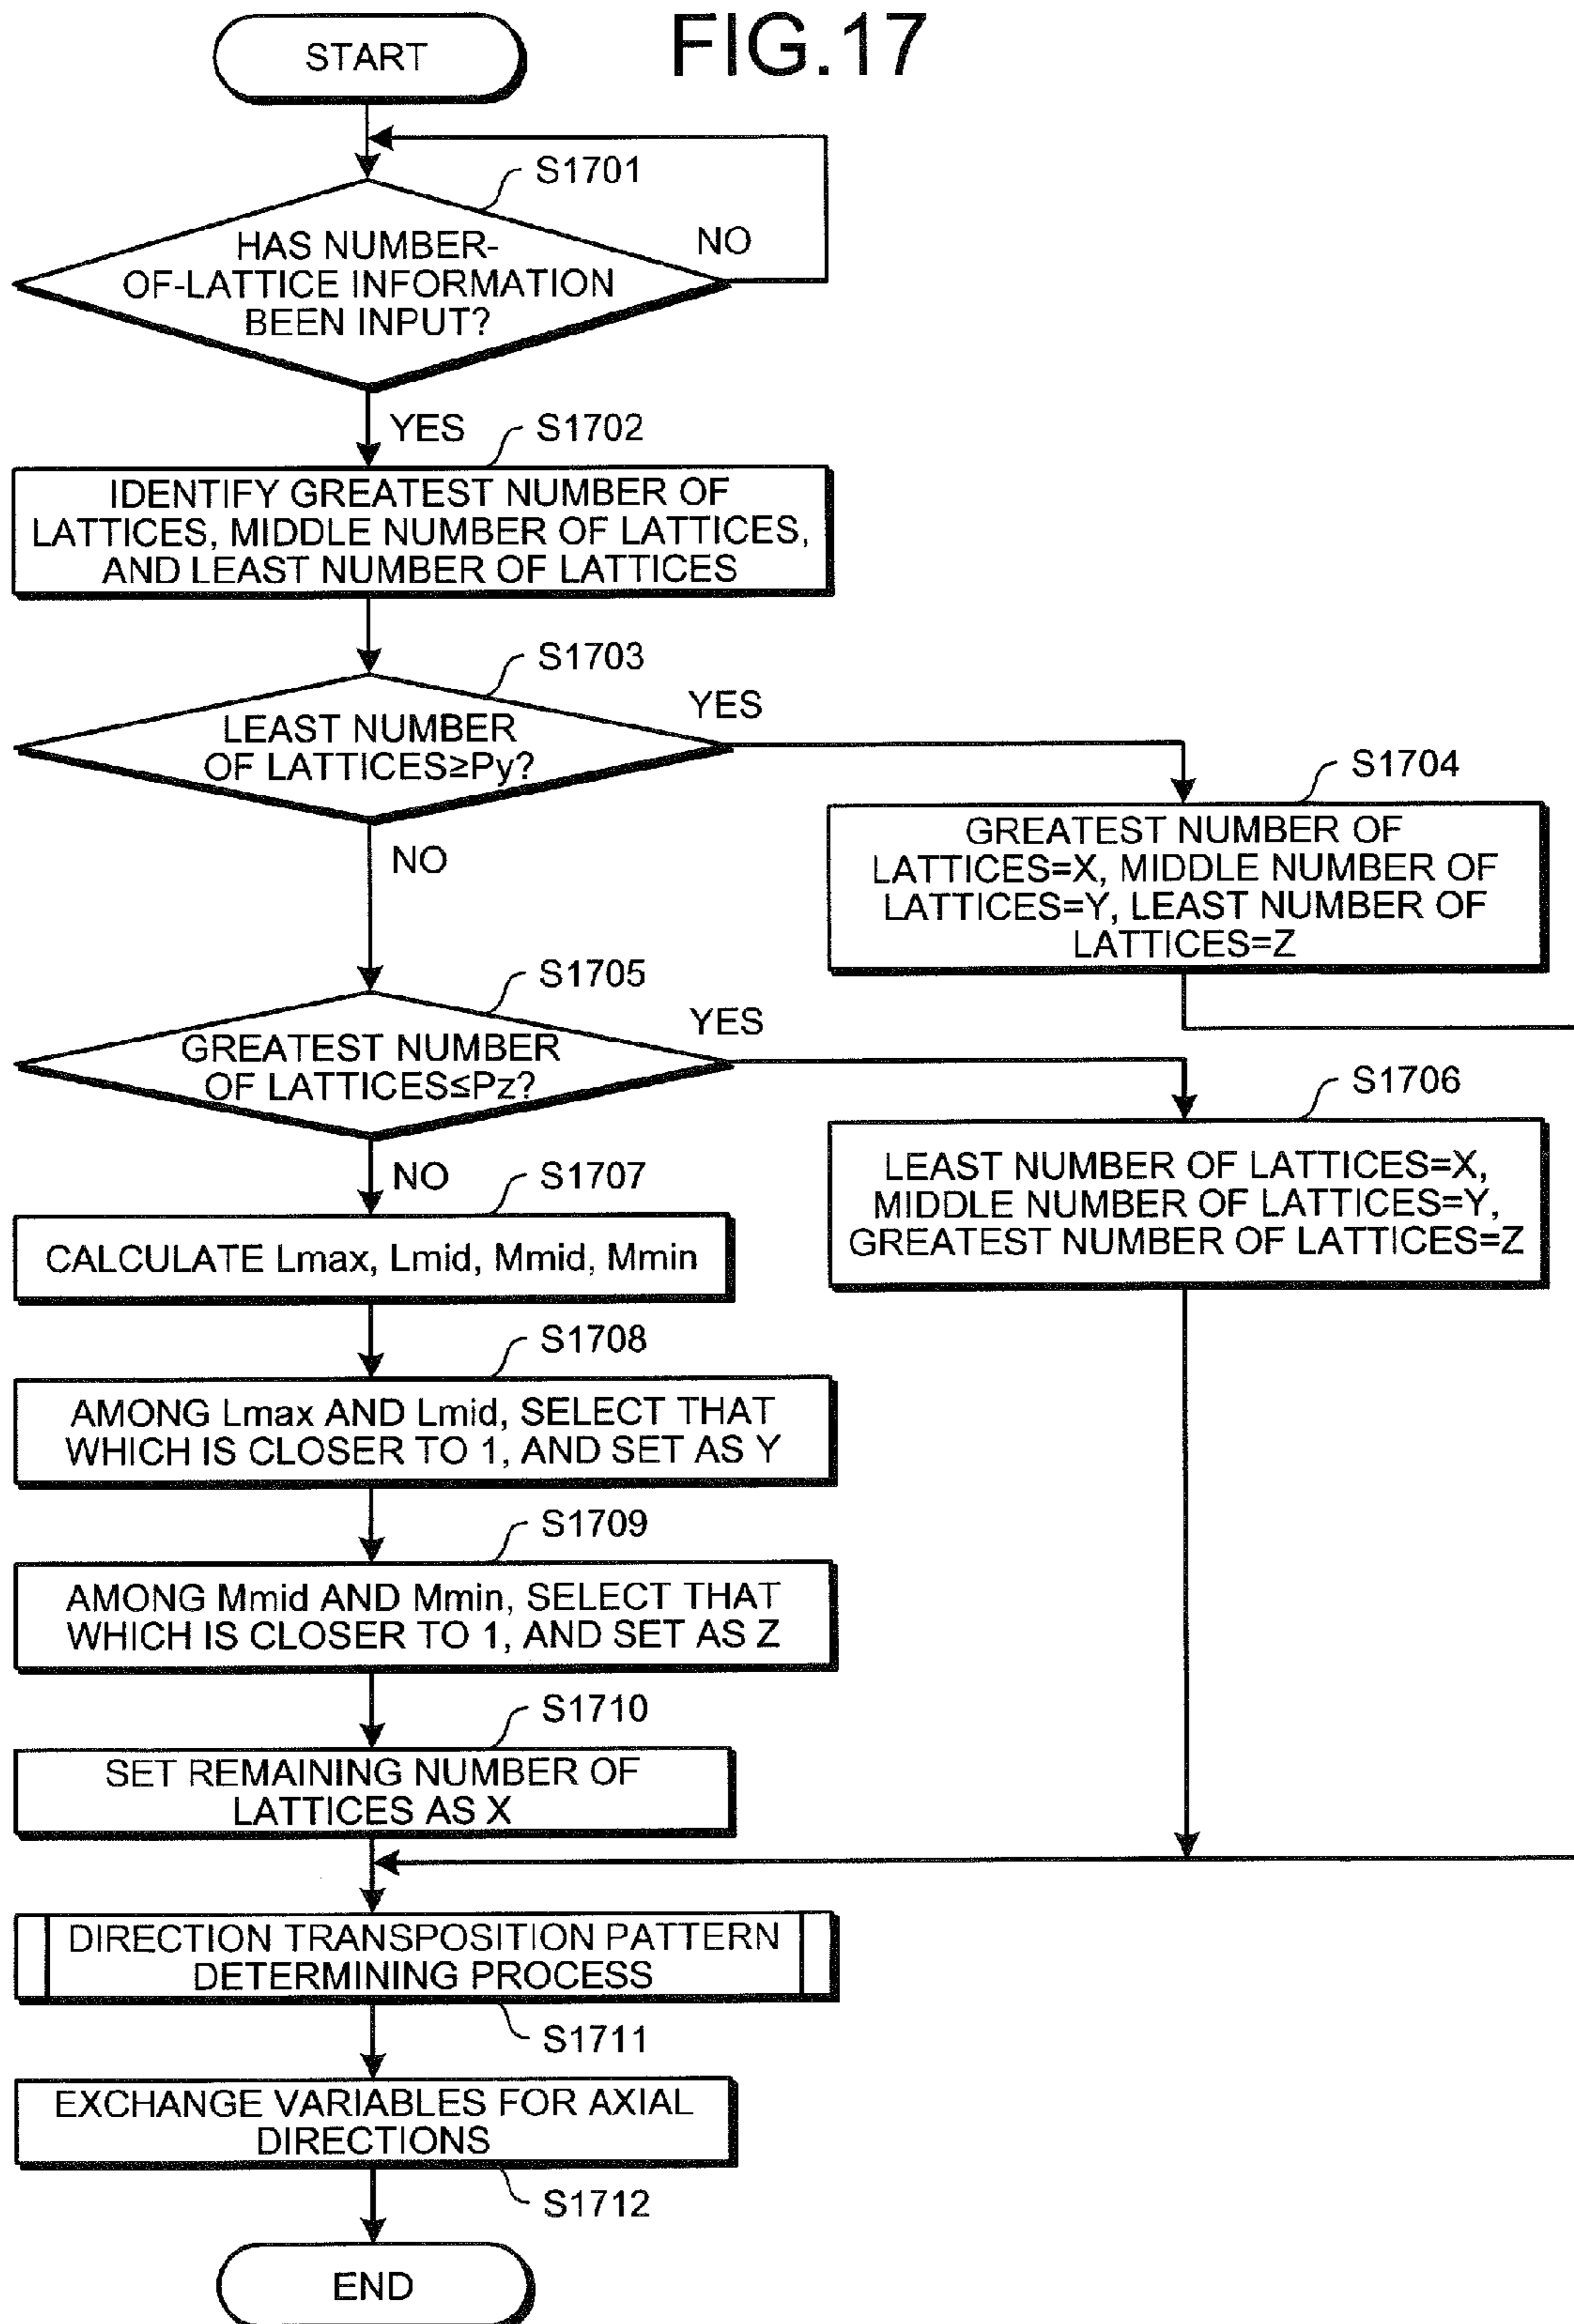 FIG.17
START
S1701
HAS NUMBER-
OF-LATTICE INFORMATION
BEEN INPUT?
NO
YES
S1702
IDENTIFY GREATEST NUMBER OF
LATTICES, MIDDLE NUMBER OF LATTICES,
AND LEAST NUMBER OF LATTICES
S1703
LEAST NUMBER
OF LATTICES≥Py?
YES
NO
S1704
GREATEST NUMBER OF
LATTICES=X, MIDDLE NUMBER OF
LATTICES=Y, LEAST NUMBER OF
LATTICES=Z
S1705
GREATEST NUMBER
OF LATTICES≤Pz?
YES
NO
S1706
LEAST NUMBER OF LATTICES=X,
MIDDLE NUMBER OF LATTICES=Y,
GREATEST NUMBER OF LATTICES=Z
S1707
CALCULATE Lmax, Lmid, Mmid, Mmin
S1708
AMONG Lmax AND Lmid, SELECT THAT
WHICH IS CLOSER TO 1, AND SET AS Y
S1709
AMONG Mmid AND Mmin, SELECT THAT
WHICH IS CLOSER TO 1, AND SET AS Z
S1710
SET REMAINING NUMBER OF
LATTICES AS X
DIRECTION TRANSPOSITION PATTERN
DETERMINING PROCESS
S1711
EXCHANGE VARIABLES FOR AXIAL
DIRECTIONS
S1712
END